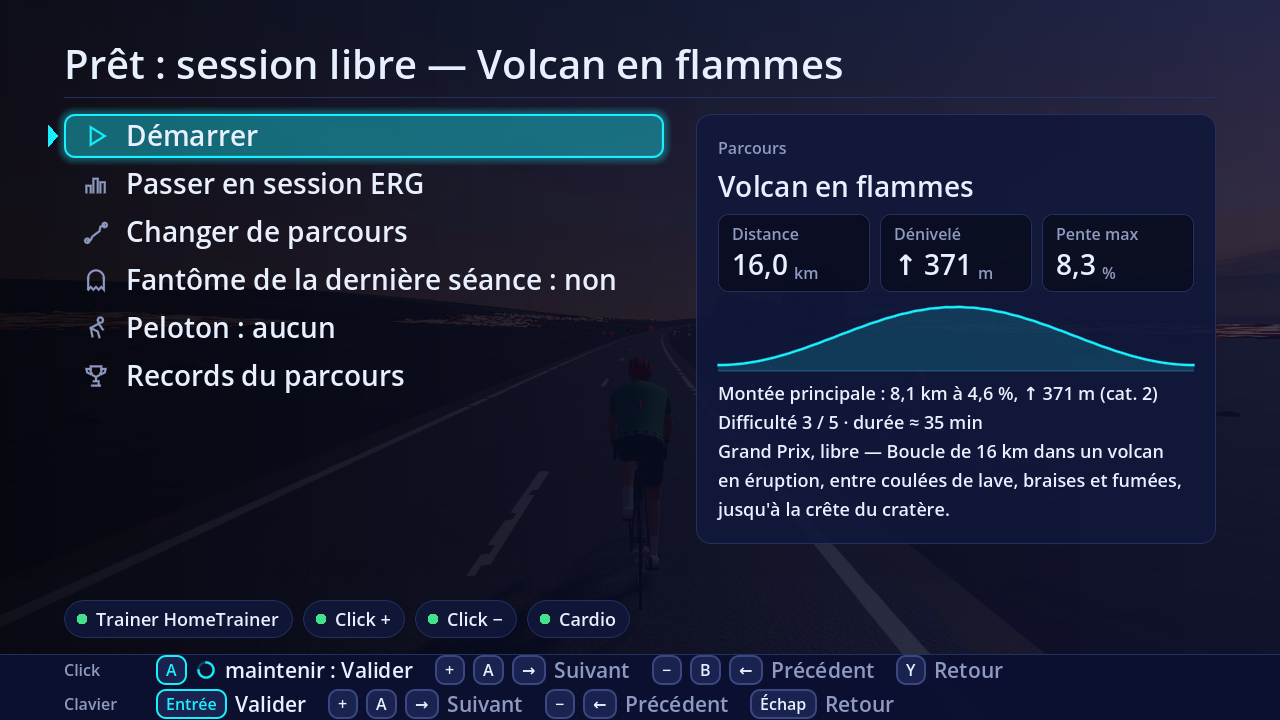 Prêt : session libre — Volcan en flammes
Démarrer
Passer en session ERG
Changer de parcours
Fantôme de la dernière séance : non
Peloton : aucun
Records du parcours
Parcours
Volcan en flammes
Distance
16,0 km
Dénivelé
↑ 371 m
Pente max
8,3 %
Montée principale : 8,1 km à 4,6 %, ↑ 371 m (cat. 2)
Difficulté 3 / 5 · durée ≈ 35 min
Grand Prix, libre — Boucle de 16 km dans un volcan
en éruption, entre coulées de lave, braises et fumées,
jusqu'à la crête du cratère.
Trainer HomeTrainer
Click +
Click −
Cardio
Click A maintenir : Valider + A → Suivant − B ← Précédent Y Retour
Clavier Entrée Valider + A → Suivant − ← Précédent Échap Retour